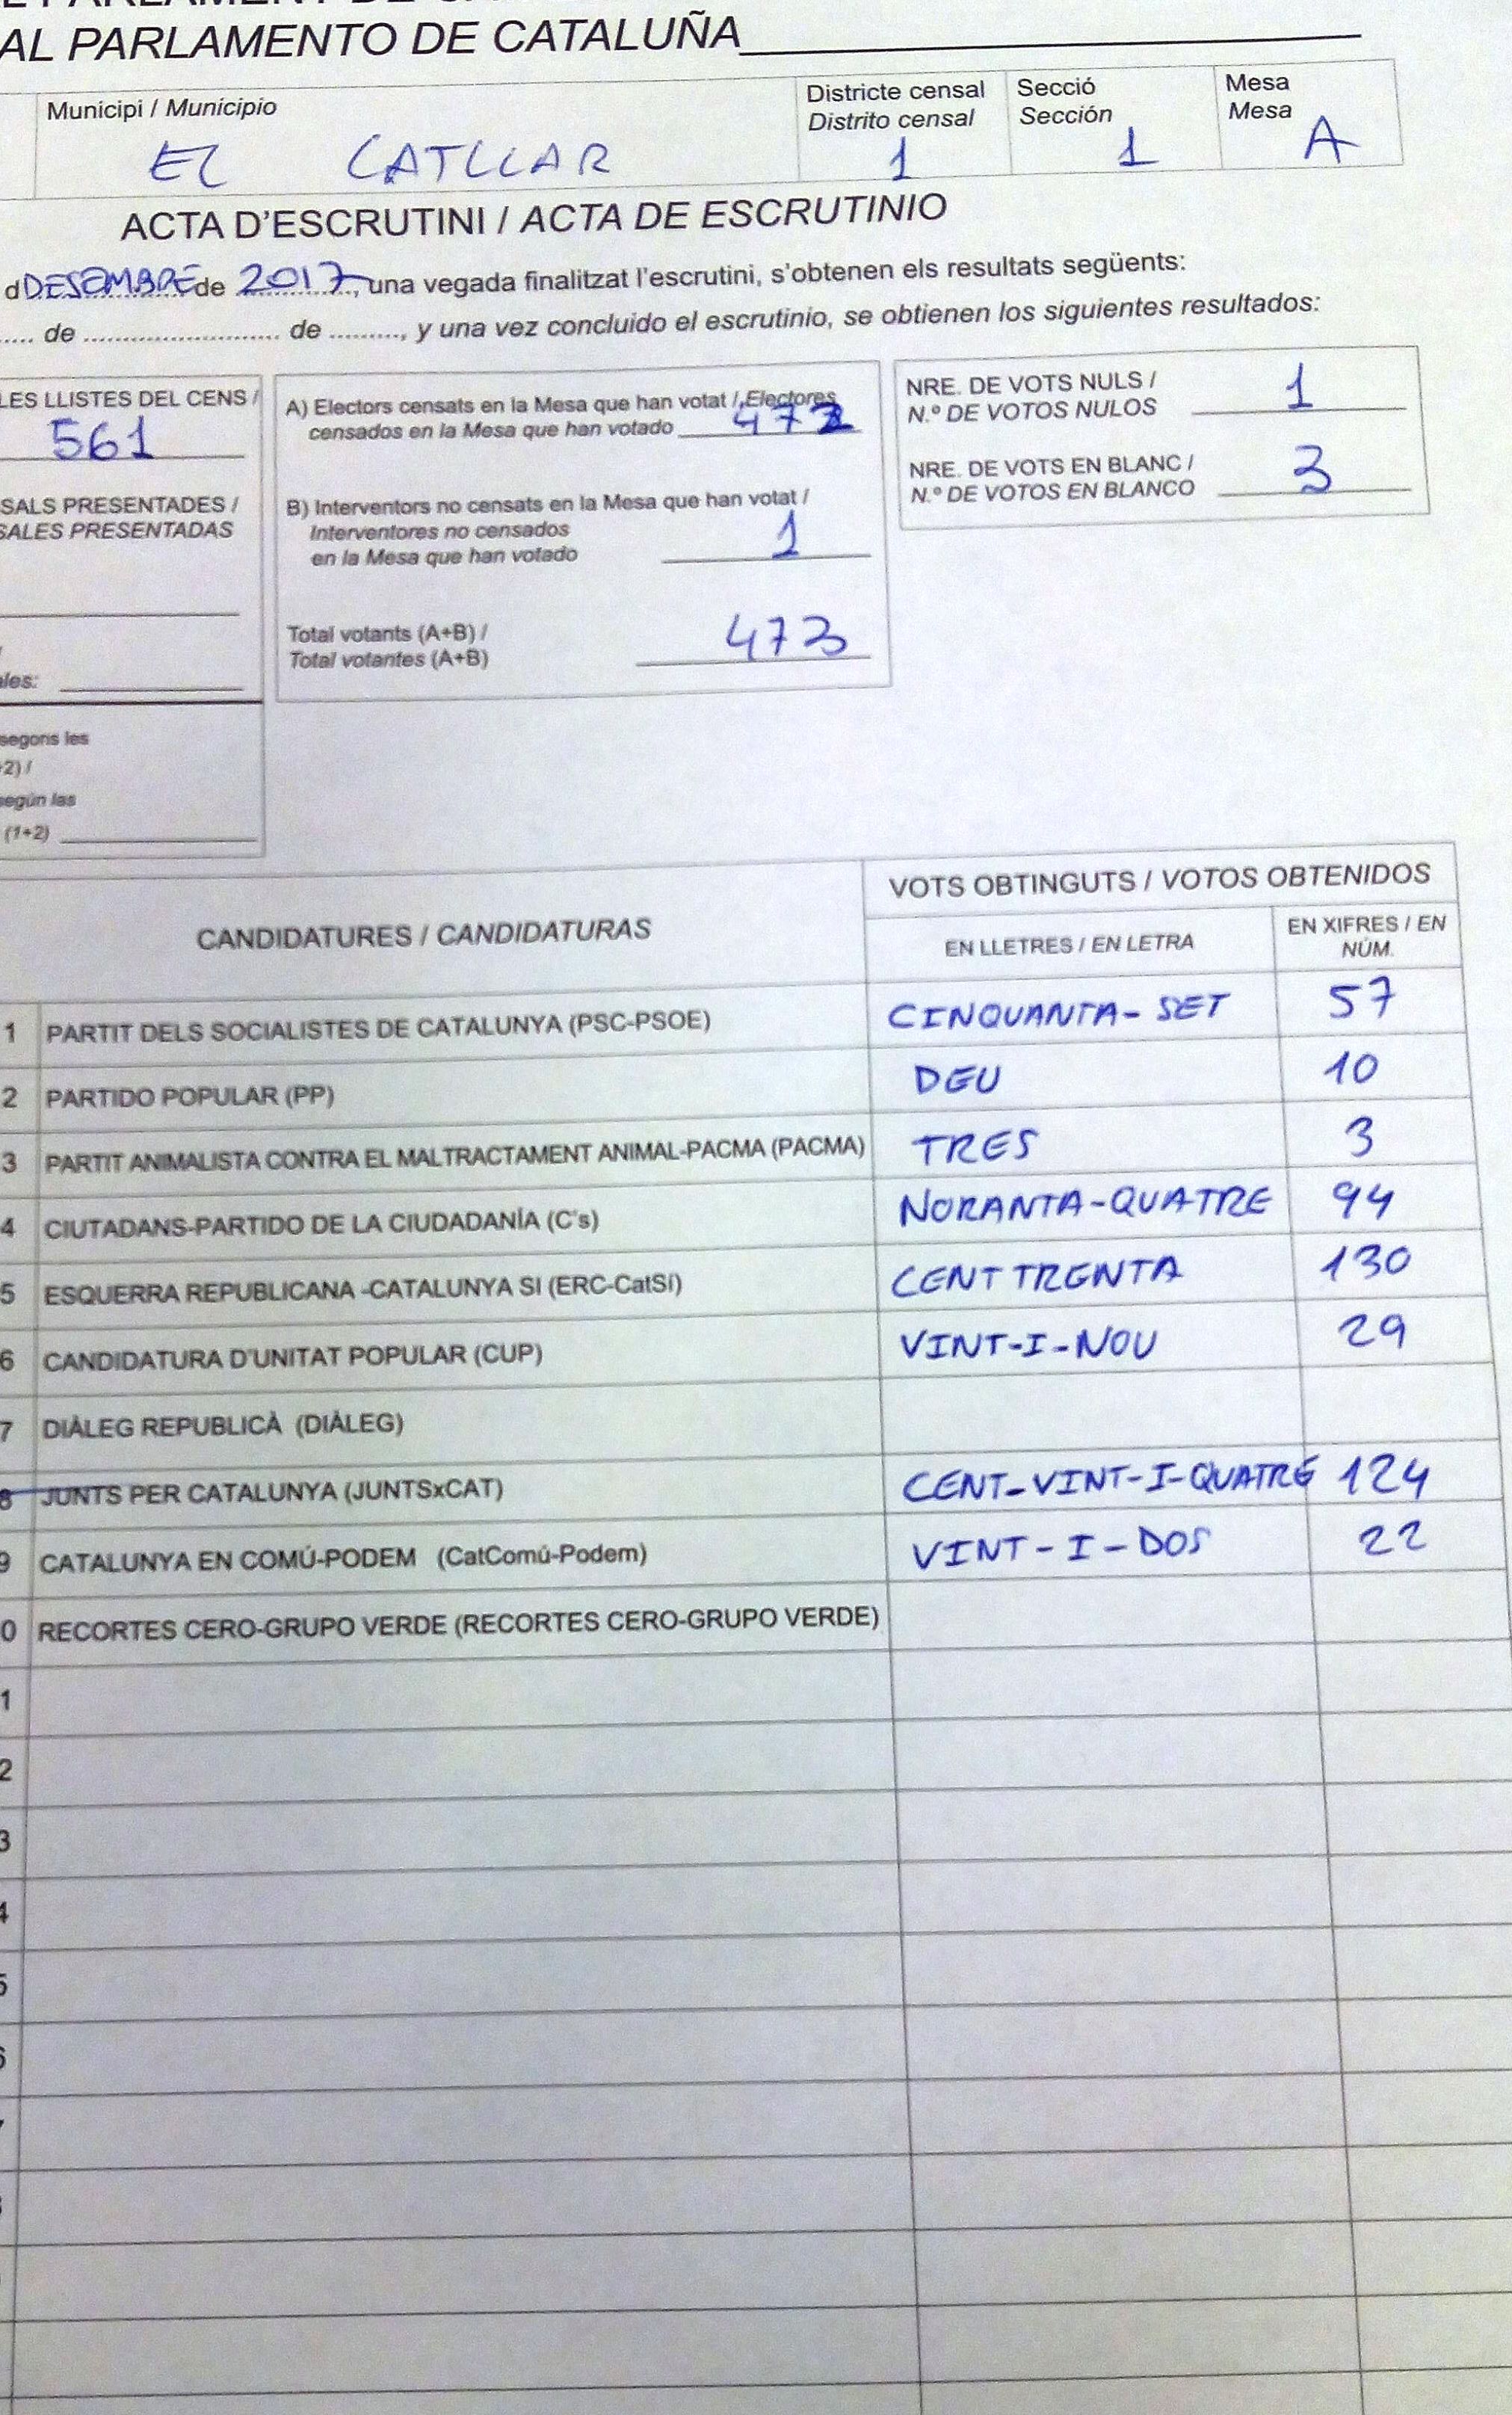 AL PARLAMENTO DE CATALUÑA
Municipi / Municipio
EL CATLLAR
Districte censal
Distrito censal
1
Secció
Sección
1
Mesa
Mesa
A
ACTA D'ESCRUTINI / ACTA DE ESCRUTINIO
d DESEMBRE de 2017, una vegada finalitzat l'escrutini, s'obtenen els resultats següents:
..... de ............................ de ........., y una vez concluido el escrutinio, se obtienen los siguientes resultados:
LES LLISTES DEL CENS /
561
SALS PRESENTADES /
SALES PRESENTADAS
ales:
segons les
+2) /
según las
(1+2)
A) Electors censats en la Mesa que han votat / Electores
censados en la Mesa que han votado 472
B) Interventors no censats en la Mesa que han votat /
Interventores no censados
en la Mesa que han votado 1
Total votants (A+B) /
Total votantes (A+B) 473
NRE. DE VOTS NULS /
N.º DE VOTOS NULOS 1
NRE. DE VOTS EN BLANC /
N.º DE VOTOS EN BLANCO 3
CANDIDATURES / CANDIDATURAS
VOTS OBTINGUTS / VOTOS OBTENIDOS
EN LLETRES / EN LETRA
EN XIFRES / EN
NÚM.
1 PARTIT DELS SOCIALISTES DE CATALUNYA (PSC-PSOE) CINQUANTA-SET 57
2 PARTIDO POPULAR (PP) DEU 10
3 PARTIT ANIMALISTA CONTRA EL MALTRACTAMENT ANIMAL-PACMA (PACMA) TRES 3
4 CIUTADANS-PARTIDO DE LA CIUDADANÍA (C's) NORANTA-QUATRE 94
5 ESQUERRA REPUBLICANA -CATALUNYA SI (ERC-CatSí) CENT TRENTA 130
6 CANDIDATURA D'UNITAT POPULAR (CUP) VINT-I-NOU 29
7 DIÀLEG REPUBLICÀ (DIÀLEG)
8 JUNTS PER CATALUNYA (JUNTSxCAT) CENT-VINT-I-QUATRE 124
9 CATALUNYA EN COMÚ-PODEM (CatComú-Podem) VINT-I-DOS 22
0 RECORTES CERO-GRUPO VERDE (RECORTES CERO-GRUPO VERDE)
1
2
3
4
5
6